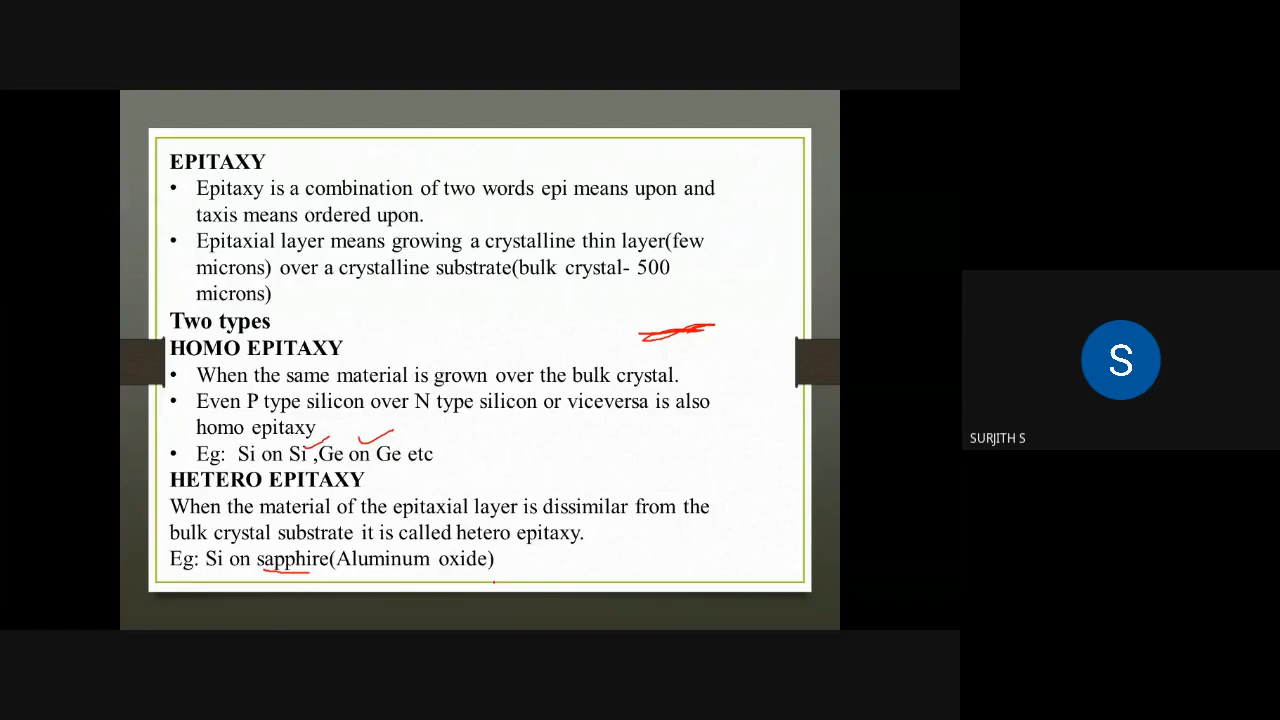 EPITAXY
• Epitaxy is a combination of two words epi means upon and
taxis means ordered upon.
• Epitaxial layer means growing a crystalline thin layer(few
microns) over a crystalline substrate(bulk crystal- 500
microns)
Two types
HOMO EPITAXY
• When the same material is grown over the bulk crystal.
• Even P type silicon over N type silicon or viceversa is also
homo epitaxy
• Eg: Si on Si ,Ge on Ge etc
HETERO EPITAXY
When the material of the epitaxial layer is dissimilar from the
bulk crystal substrate it is called hetero epitaxy.
Eg: Si on sapphire(Aluminum oxide)
S
SURJITH S